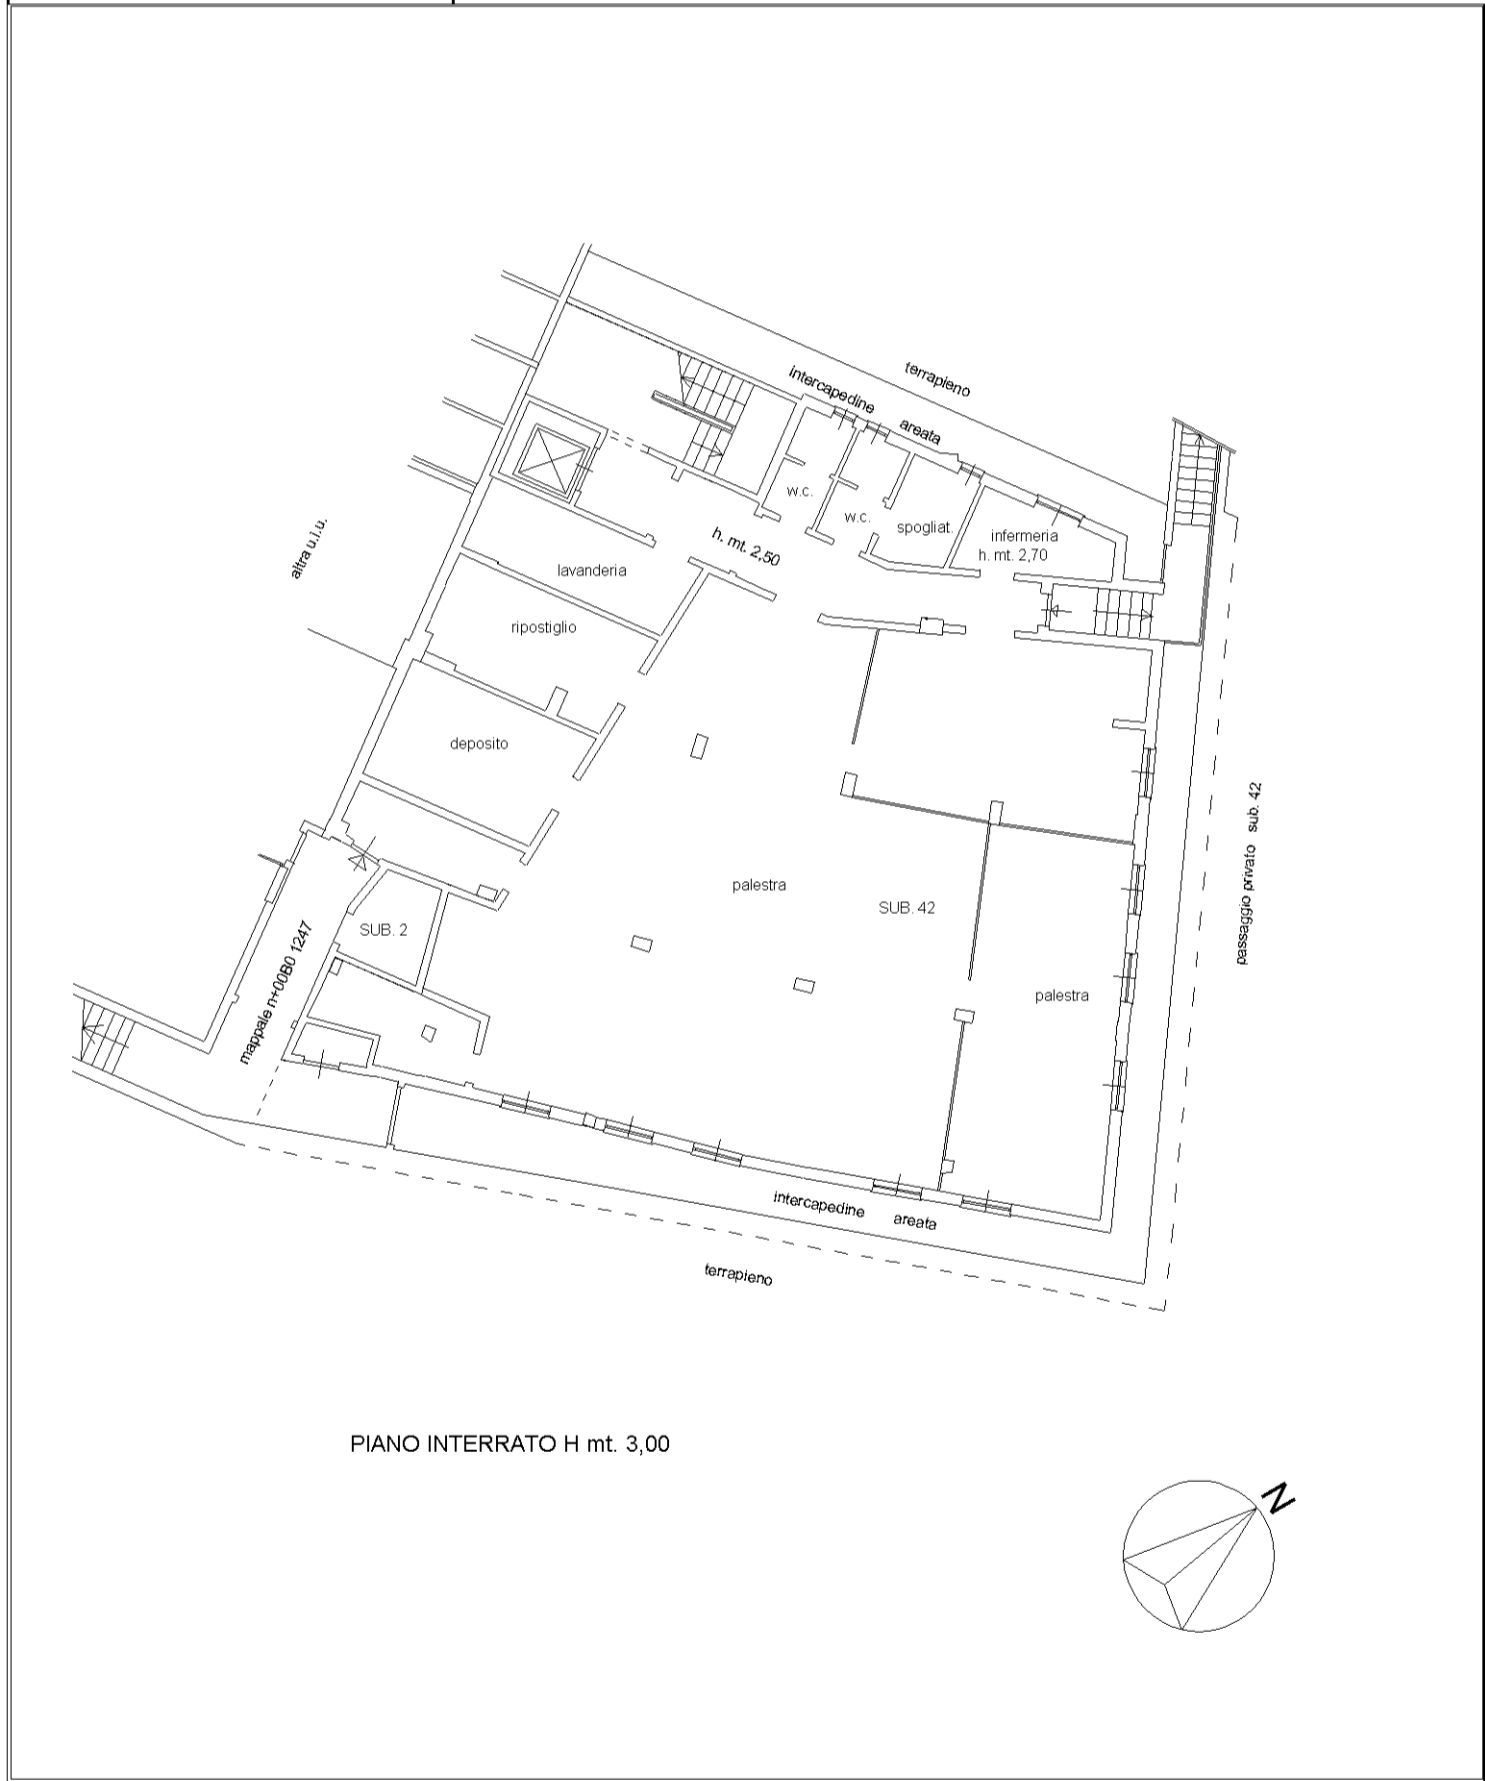 terrapieno
intercapedine areata
w.c.
w.c.
spogliat.
infermeria
h. mt. 2,70
h. mt. 2,50
altra u.i.u.
lavanderia
ripostiglio
deposito
palestra
SUB. 42
passaggio privato sub. 42
SUB. 2
mappale n+00B0 1247
palestra
intercapedine areata
terrapieno
PIANO INTERRATO H mt. 3,00
N